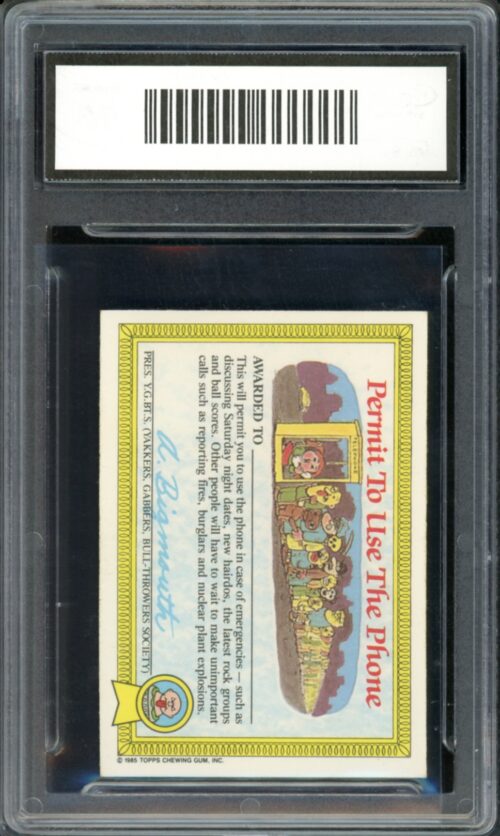 Permit To Use The Phone
TELEPHONE
AWARDED TO
This will permit you to use the phone in case of emergencies — such as
discussing Saturday night dates, new hairdos, the latest rock groups
and ball scores. Other people will have to wait to make unimportant
calls such as reporting fires, burglars and nuclear plant explosions.
A. Bigmouth
PRES. Y.G.B.T.S. (YAKKERS, GABBERS, BULL-THROWERS SOCIETY)
© 1985 TOPPS CHEWING GUM, INC.